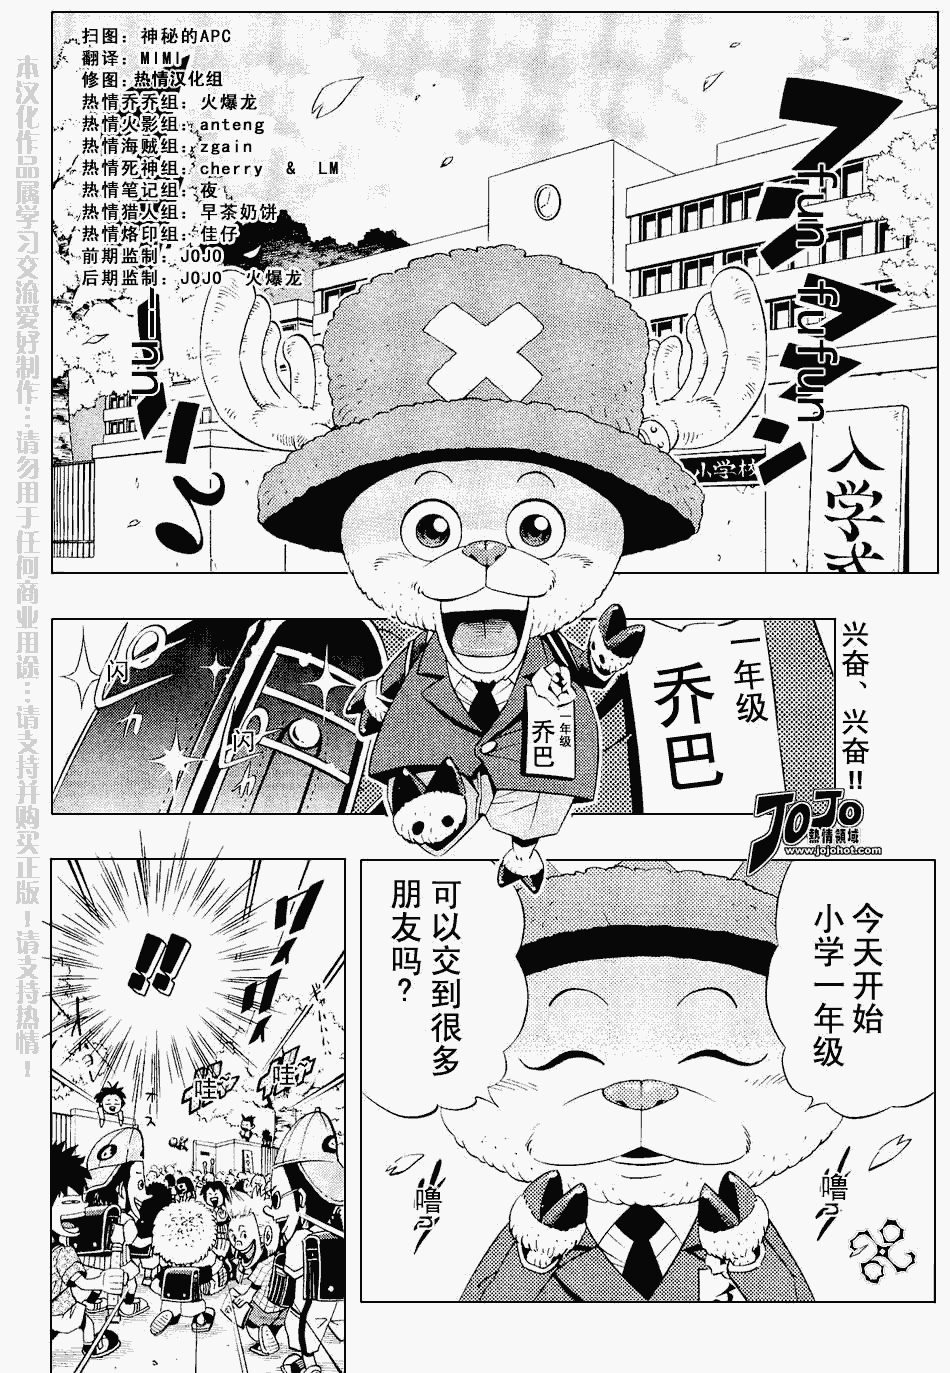 扫图：神秘的APC
翻译：MIMI
修图：热情汉化组
热情乔乔组：火爆龙
热情火影组：anteng
热情海贼组：zgain
热情死神组：cherry & LM
热情笔记组：夜
热情猎人组：早茶奶饼
热情烙印组：佳仔
前期监制：JOJO
后期监制：JOJO 火爆龙
本汉化作品属学习交流爱好制作…请勿用于任何商业用途…请支持并购买正版！请支持热情！
fun fufun
nn
小学校
入学式
兴奋、兴奋!!
一年级
乔巴
一年级
乔巴
闪
闪
JOJO
熱情領域
www.jojohot.com
今天开始
小学一年级
可以交到很多
朋友吗？
噜
噜
!!
哇~
哇~